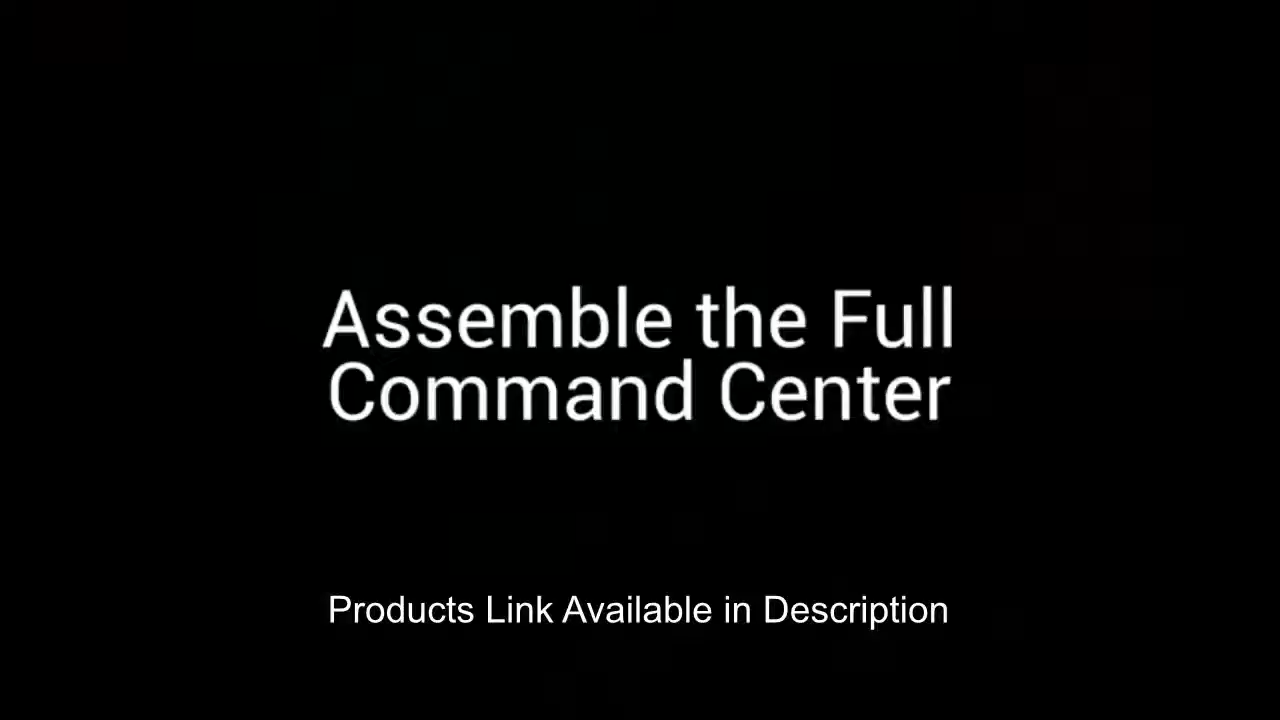 Assemble the Full
Command Center
Products Link Available in Description